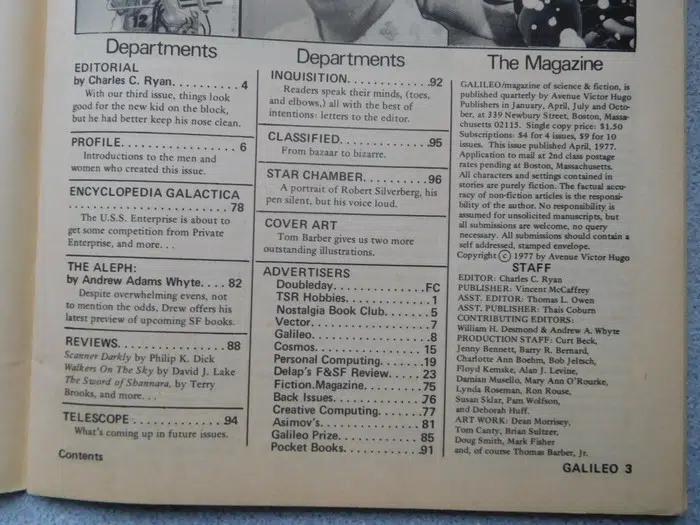 Departments
EDITORIAL
by Charles C. Ryan. . . . . . . . . . 4
With our third issue, things look
good for the new kid on the block,
but he had better keep his nose clean.
PROFILE. . . . . . . . . . . . . . . . . . 6
Introductions to the men and
women who created this issue.
ENCYCLOPEDIA GALACTICA
. . . . . . . . . . . . . . . . . . . . . . . 78
The U.S.S. Enterprise is about to
get some competition from Private
Enterprise, and more. . .
THE ALEPH:
by Andrew Adams Whyte. . . . 82
Despite overwhelming evens, not
to mention the odds, Drew offers his
latest preview of upcoming SF books.
REVIEWS. . . . . . . . . . . . . . . . . 88
Scanner Darkly by Philip K. Dick
Walkers On The Sky by David J. Lake
The Sword of Shannara, by Terry
Brooks, and more. . .
TELESCOPE . . . . . . . . . . . . . 94
What's coming up in future issues.
Contents
Departments
INQUISITION. . . . . . . . . . . . .92
Readers speak their minds, (toes,
and elbows,) all with the best of
intentions: letters to the editor.
CLASSIFIED. . . . . . . . . . . . . .95
From bazaar to bizarre.
STAR CHAMBER. . . . . . . . . . .96
A portrait of Robert Silverberg, his
pen silent, but his voice loud.
COVER ART
Tom Barber gives us two more
outstanding illustrations.
ADVERTISERS
Doubleday. . . . . . . . . . . . . . .FC
TSR Hobbies. . . . . . . . . . . . . .1
Nostalgia Book Club. . . . . . . .5
Vector. . . . . . . . . . . . . . . . . . .7
Galileo. . . . . . . . . . . . . . . . . .8
Cosmos. . . . . . . . . . . . . . . . . 15
Personal Computing. . . . . . . .19
Delap's F&SF Review. . . . . . 23
Fiction.Magazine. . . . . . . . . .75
Back Issues. . . . . . . . . . . . . .76
Creative Computing. . . . . . . .77
Asimov's. . . . . . . . . . . . . . . . 81
Galileo Prize. . . . . . . . . . . . . 85
Pocket Books. . . . . . . . . . . . .91
The Magazine
GALILEO/magazine of science & fiction, is
published quarterly by Avenue Victor Hugo
Publishers in January, April, July and Octo-
ber, at 339 Newbury Street, Boston, Massa-
chusetts 02115. Single copy price: $1.50
Subscriptions: $4 for 4 issues, $9 for 10
issues. This issue published April, 1977.
Application to mail at 2nd class postage
rates pending at Boston, Massachusetts.
All characters and settings contained in
stories are purely fiction. The factual accu-
racy of non-fiction articles is the responsi-
bility of the author. No responsibility is
assumed for unsolicited manuscripts, but
all submissions are welcome, no query
necessary. All submissions should contain a
self addressed, stamped envelope.
Copyright © 1977 by Avenue Victor Hugo
STAFF
EDITOR: Charles C. Ryan
PUBLISHER: Vincent McCaffrey
ASST. EDITOR: Thomas L. Owen
ASST. PUBLISHER: Thais Coburn
CONTRIBUTING EDITORS:
William H. Desmond & Andrew A. Whyte
PRODUCTION STAFF: Curt Beck,
Jenny Bennett, Barry R. Bernard,
Charlotte Ann Boehm, Bob Jeltsch,
Floyd Kemske, Alan J. Levine,
Damian Musello, Mary Ann O'Rourke,
Lynda Roseman, Ron Rouse,
Susan Sklar, Pam Wolfson,
and Deborah Huff.
ART WORK: Dean Morrisey,
Tom Canty, Brian Sultzer,
Doug Smith, Mark Fisher
and, of course Thomas Barber, Jr.
GALILEO 3
12